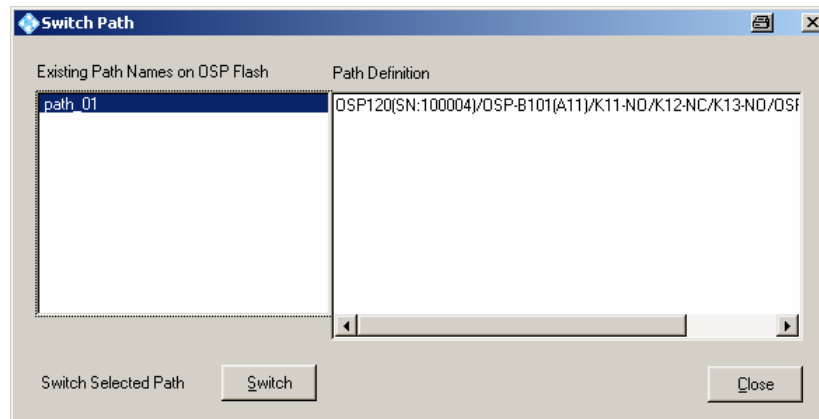 Switch Path
Existing Path Names on OSP Flash
Path Definition
path_01
OSP120(SN:100004)/OSP-B101(A11)/K11-NO/K12-NC/K13-NO/OSF
Switch Selected Path
Switch
Close